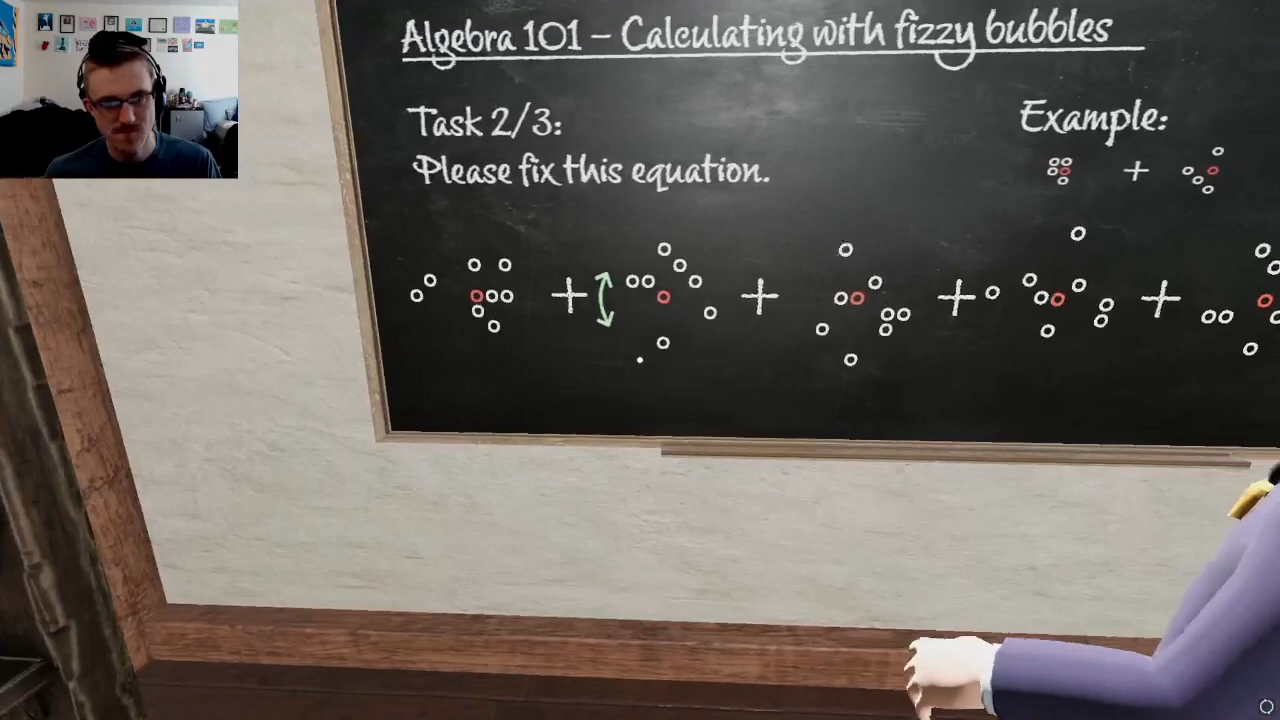 Algebra 101 – Calculating with fizzy bubbles
Task 2/3:
Please fix this equation.
Example: